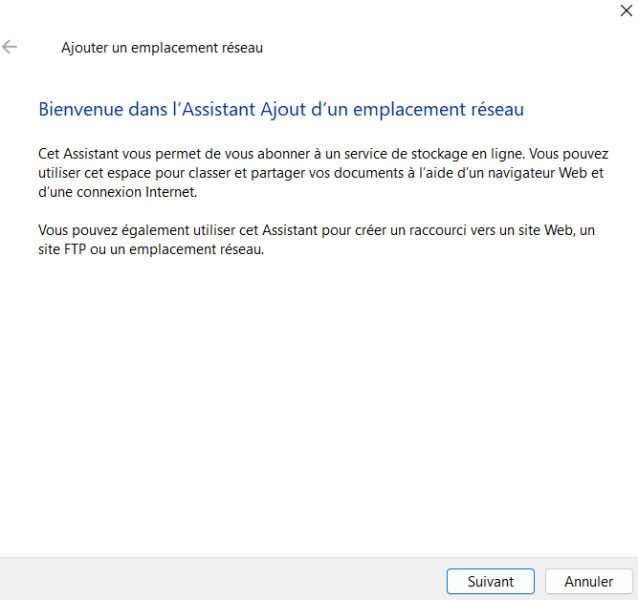 Ajouter un emplacement réseau
Bienvenue dans l’Assistant Ajout d’un emplacement réseau
Cet Assistant vous permet de vous abonner à un service de stockage en ligne. Vous pouvez
utiliser cet espace pour classer et partager vos documents à l’aide d’un navigateur Web et
d’une connexion Internet.
Vous pouvez également utiliser cet Assistant pour créer un raccourci vers un site Web, un
site FTP ou un emplacement réseau.
Suivant
Annuler